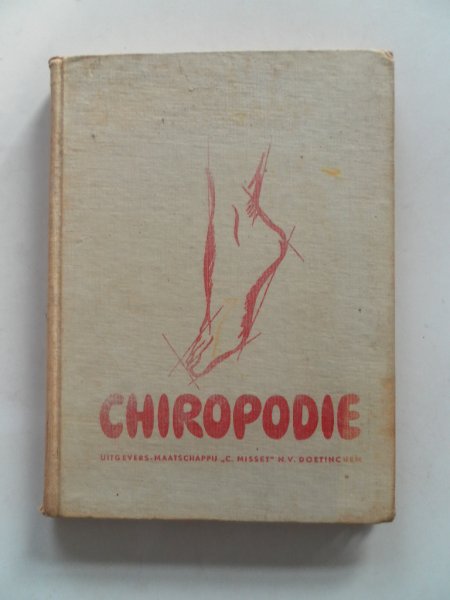 CHIROPODIE
UITGEVERS-MAATSCHAPPIJ „C. MISSET" N.V. DOETINCHEM